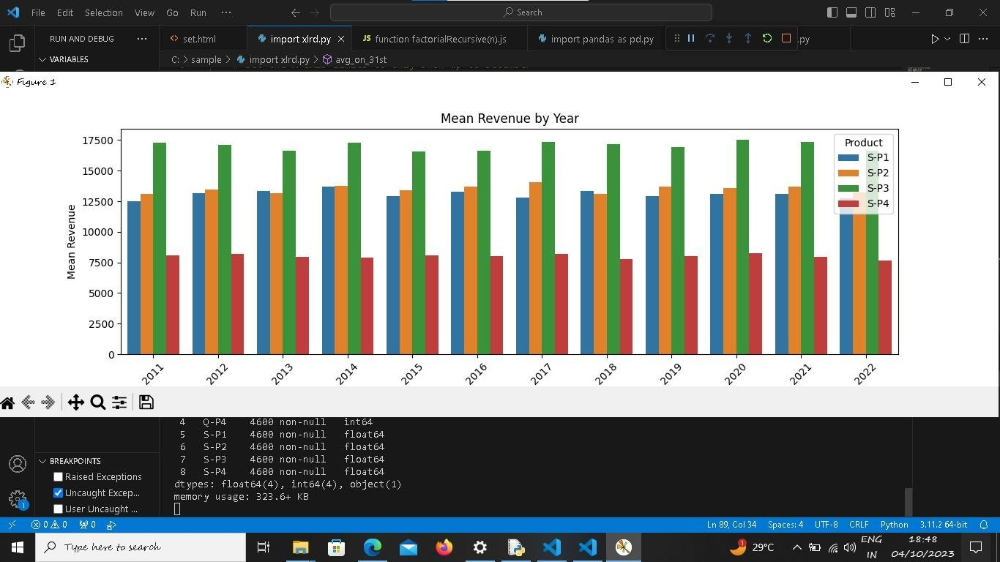 File Edit Selection View Go Run ··· Search
RUN AND DEBUG ··· set.html import xlrd.py function factorialRecursive(n).js import pandas as pd.py .py
VARIABLES C: > sample > import xlrd.py > avg_on_31st
Figure 1
Mean Revenue by Year
Mean Revenue
17500
15000
12500
10000
7500
5000
2500
0
Product
S-P1
S-P2
S-P3
S-P4
2011 2012 2013 2014 2015 2016 2017 2018 2019 2020 2021 2022
4 Q-P4 4600 non-null int64
5 S-P1 4600 non-null float64
6 S-P2 4600 non-null float64
7 S-P3 4600 non-null float64
8 S-P4 4600 non-null float64
dtypes: float64(4), int64(4), object(1)
memory usage: 323.6+ KB
BREAKPOINTS
Raised Exceptions
Uncaught Excep...
User Uncaught ...
1
0 0 0 Ln 89, Col 34 Spaces: 4 UTF-8 CRLF Python 3.11.2 64-bit
Type here to search 1 29°C ENG IN 18:48 04/10/2023